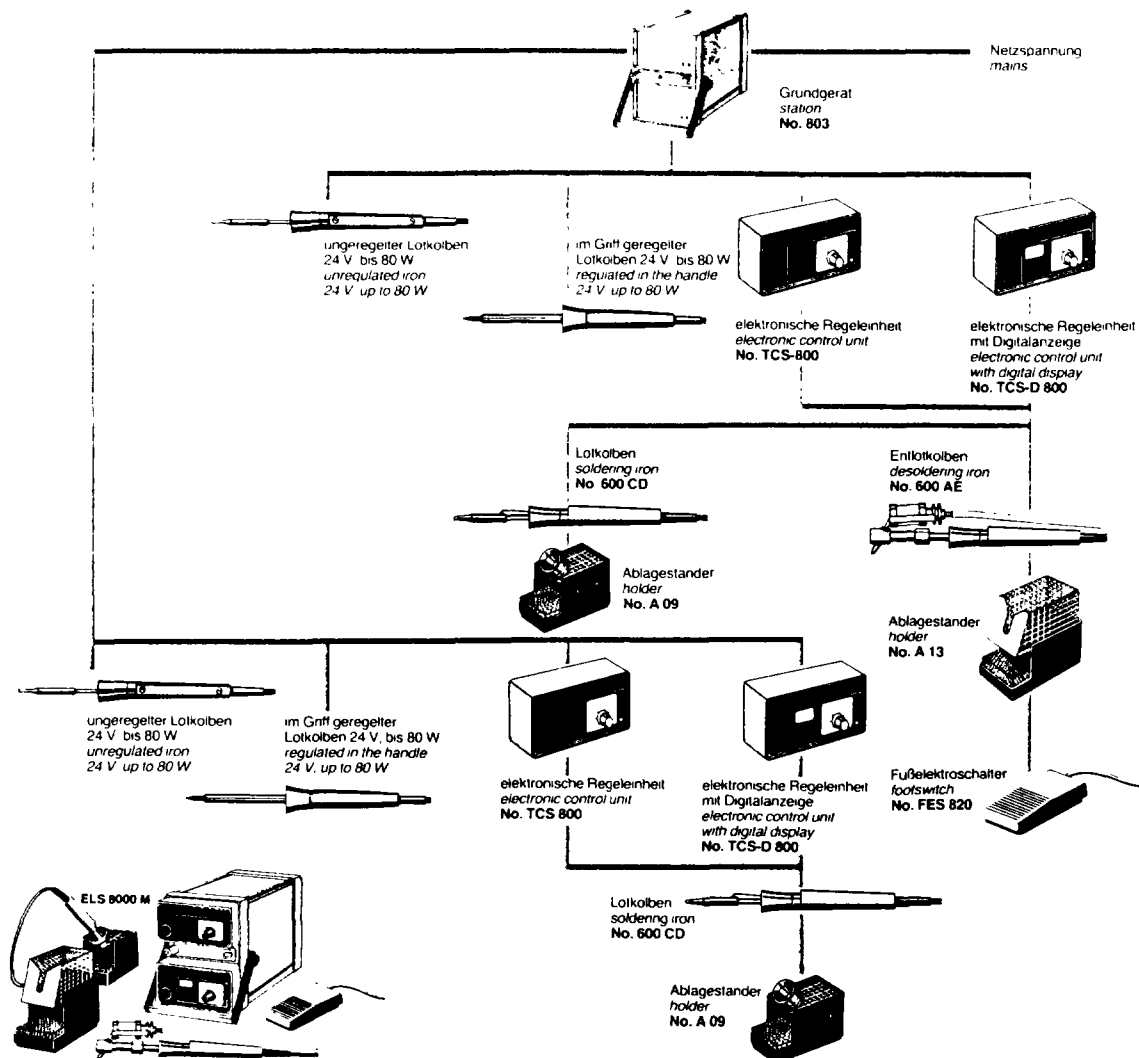 Netzspannung
mains
Grundgerat
station
No. 803
ungeregelter Lotkolben
24 V bis 80 W
unregulated iron
24 V up to 80 W
im Griff geregelter
Lotkolben 24 V bis 80 W
regulated in the handle
24 V up to 80 W
elektronische Regeleinheit
electronic control unit
No. TCS-800
elektronische Regeleinheit
mit Digitalanzeige
electronic control unit
with digital display
No. TCS-D 800
Lotkolben
soldering iron
No 600 CD
Entlotkolben
desoldering iron
No. 600 AE
Ablagestander
holder
No. A 09
Ablagestander
holder
No. A 13
ungeregelter Lotkolben
24 V bis 80 W
unregulated iron
24 V up to 80 W
im Griff geregelter
Lotkolben 24 V, bis 80 W
regulated in the handle
24 V, up to 80 W
elektronische Regeleinheit
electronic control unit
No. TCS 800
elektronische Regeleinheit
mit Digitalanzeige
electronic control unit
with digital display
No. TCS-D 800
Fußelektroschalter
footswitch
No. FES 820
ELS 8000 M
Lotkolben
soldering iron
No. 600 CD
Ablagestander
holder
No. A 09